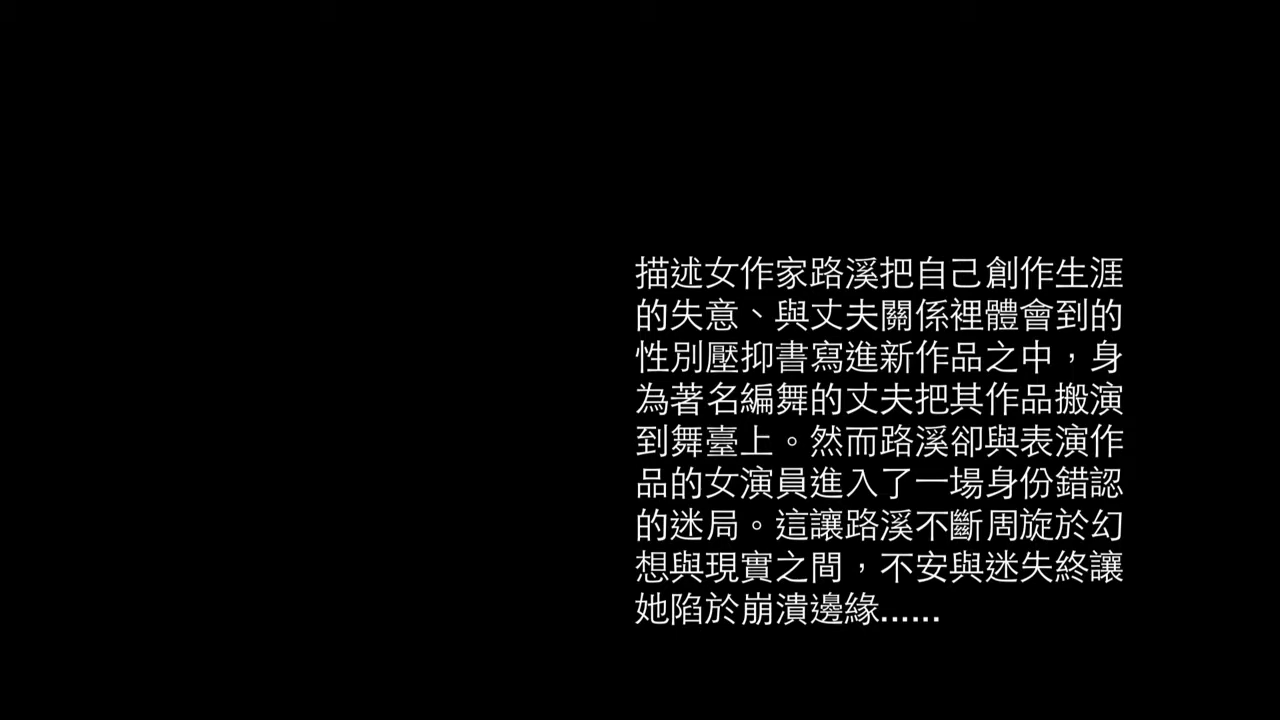 描述女作家路溪把自己創作生涯
的失意、與丈夫關係裡體會到的
性別壓抑書寫進新作品之中，身
為著名編舞的丈夫把其作品搬演
到舞臺上。然而路溪卻與表演作
品的女演員進入了一場身份錯認
的迷局。這讓路溪不斷周旋於幻
想與現實之間，不安與迷失終讓
她陷於崩潰邊緣......